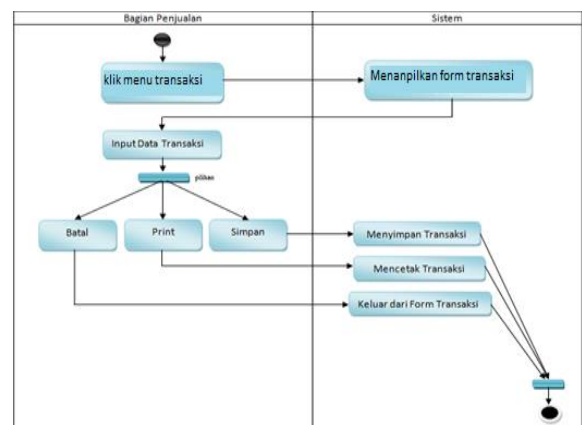 Bagian Penjualan
Sistem
klik menu transaksi
Menanpilkan form transaksi
Input Data Transaksi
pilihan
Batal
Print
Simpan
Menyimpan Transaksi
Mencetak Transaksi
Keluar dari Form Transaksi